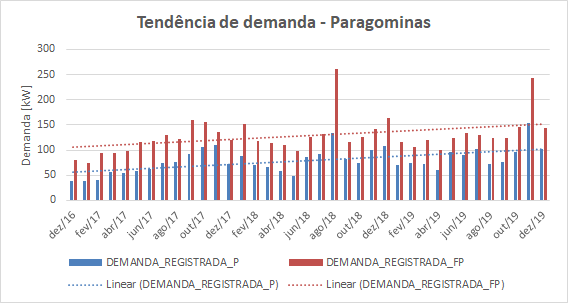 Tendência de demanda - Paragominas
Demanda [kW]
300
250
200
150
100
50
0
dez/16
fev/17
abr/17
jun/17
ago/17
out/17
dez/17
fev/18
abr/18
jun/18
ago/18
out/18
dez/18
fev/19
abr/19
jun/19
ago/19
out/19
dez/19
DEMANDA_REGISTRADA_P
DEMANDA_REGISTRADA_FP
Linear (DEMANDA_REGISTRADA_P)
Linear (DEMANDA_REGISTRADA_FP)